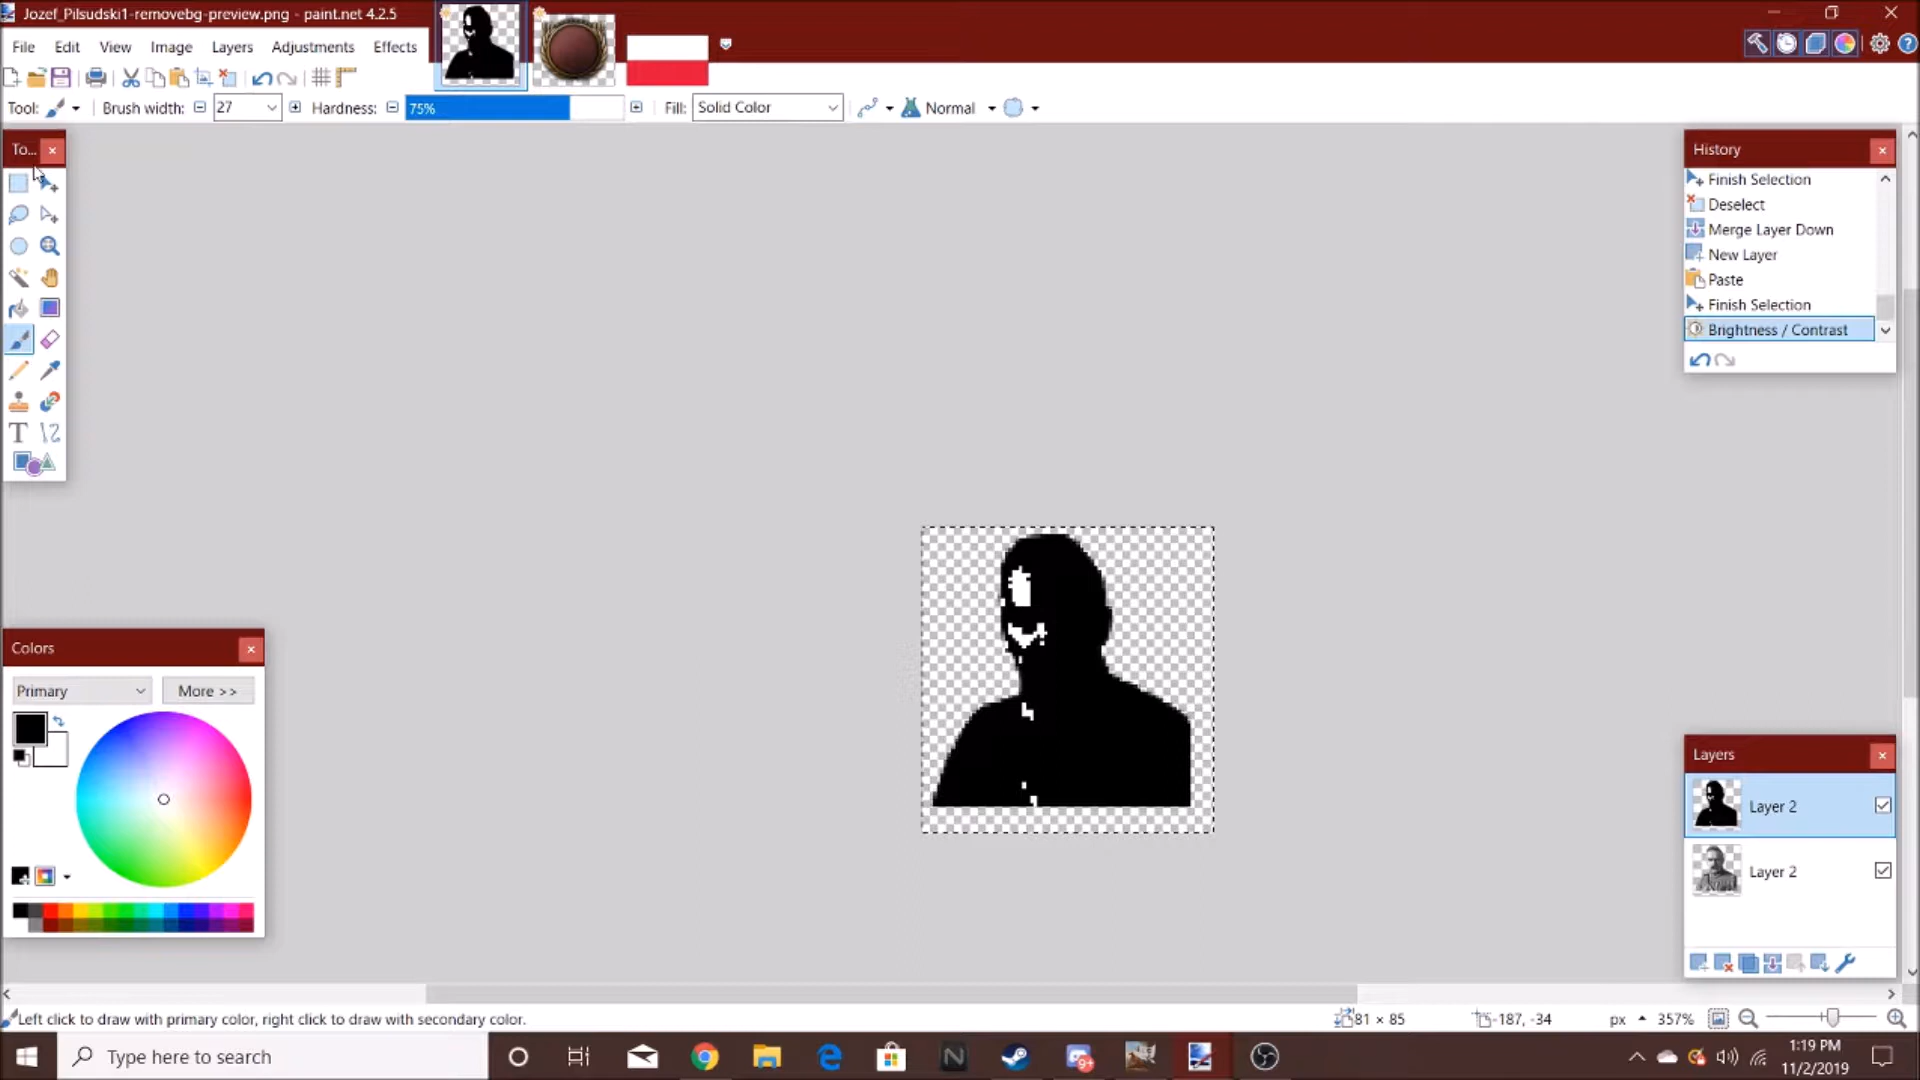 Jozef_Pilsudski1-removebg-preview.png - paint.net 4.2.5
File Edit View Image Layers Adjustments Effects
Tool: Brush width: 27 Hardness: 75% Fill: Solid Color Normal
To...
History
Finish Selection
Deselect
Merge Layer Down
New Layer
Paste
Finish Selection
Brightness / Contrast
Colors
Primary More >>
Layers
Layer 2
Layer 2
Left click to draw with primary color, right click to draw with secondary color.
81 × 85 -187, -34 px 357%
Type here to search
N
9+
1:19 PM
11/2/2019